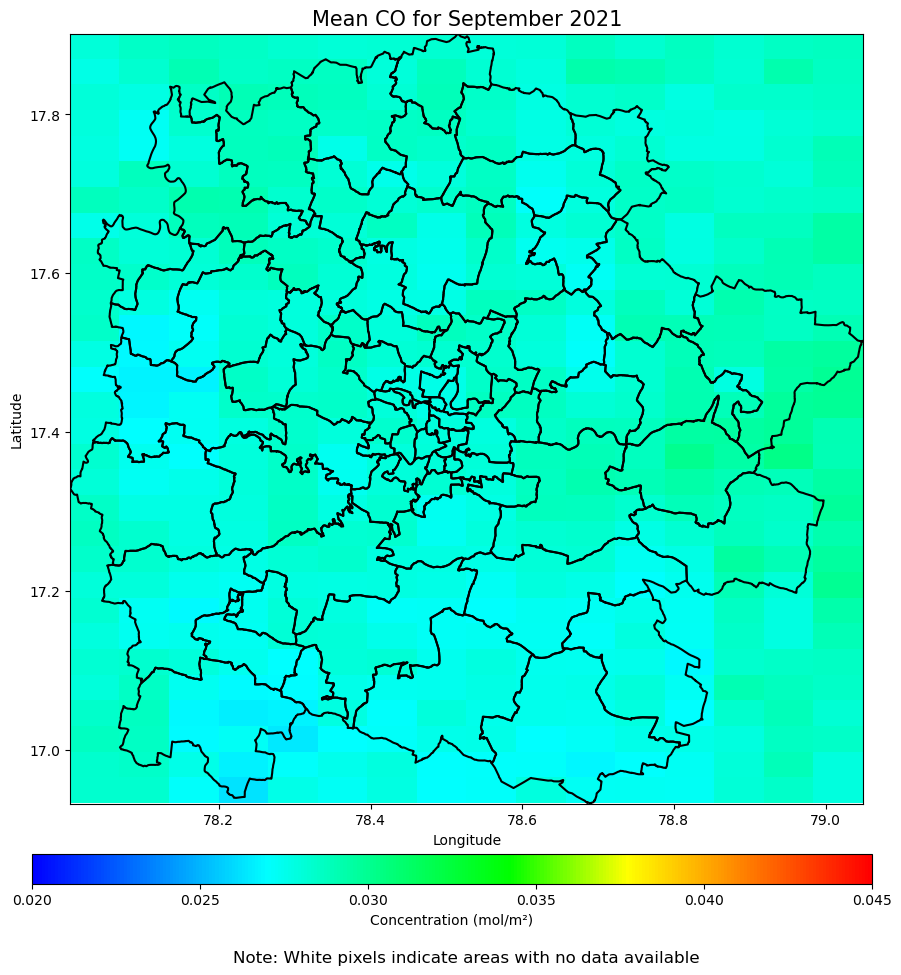 Mean CO for September 2021
17.8
17.6
17.4
17.2
17.0
Latitude
78.2 78.4 78.6 78.8 79.0
Longitude
0.020 0.025 0.030 0.035 0.040 0.045
Concentration (mol/m²)
Note: White pixels indicate areas with no data available